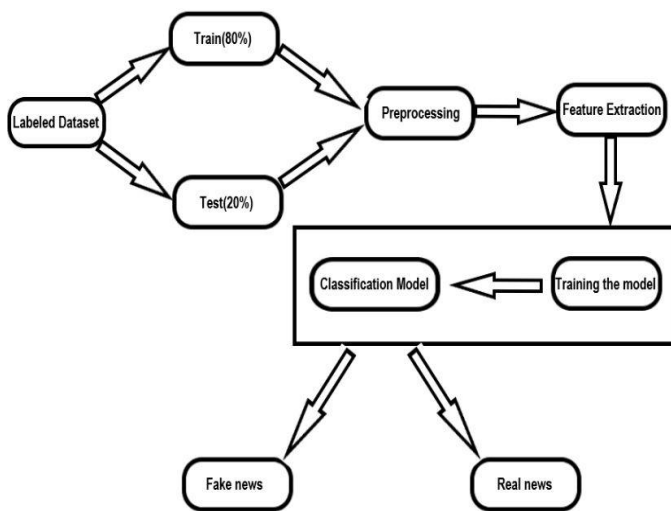 Train(80%)
Labeled Dataset
Preprocessing
Feature Extraction
Test(20%)
Classification Model
Training the model
Fake news
Real news